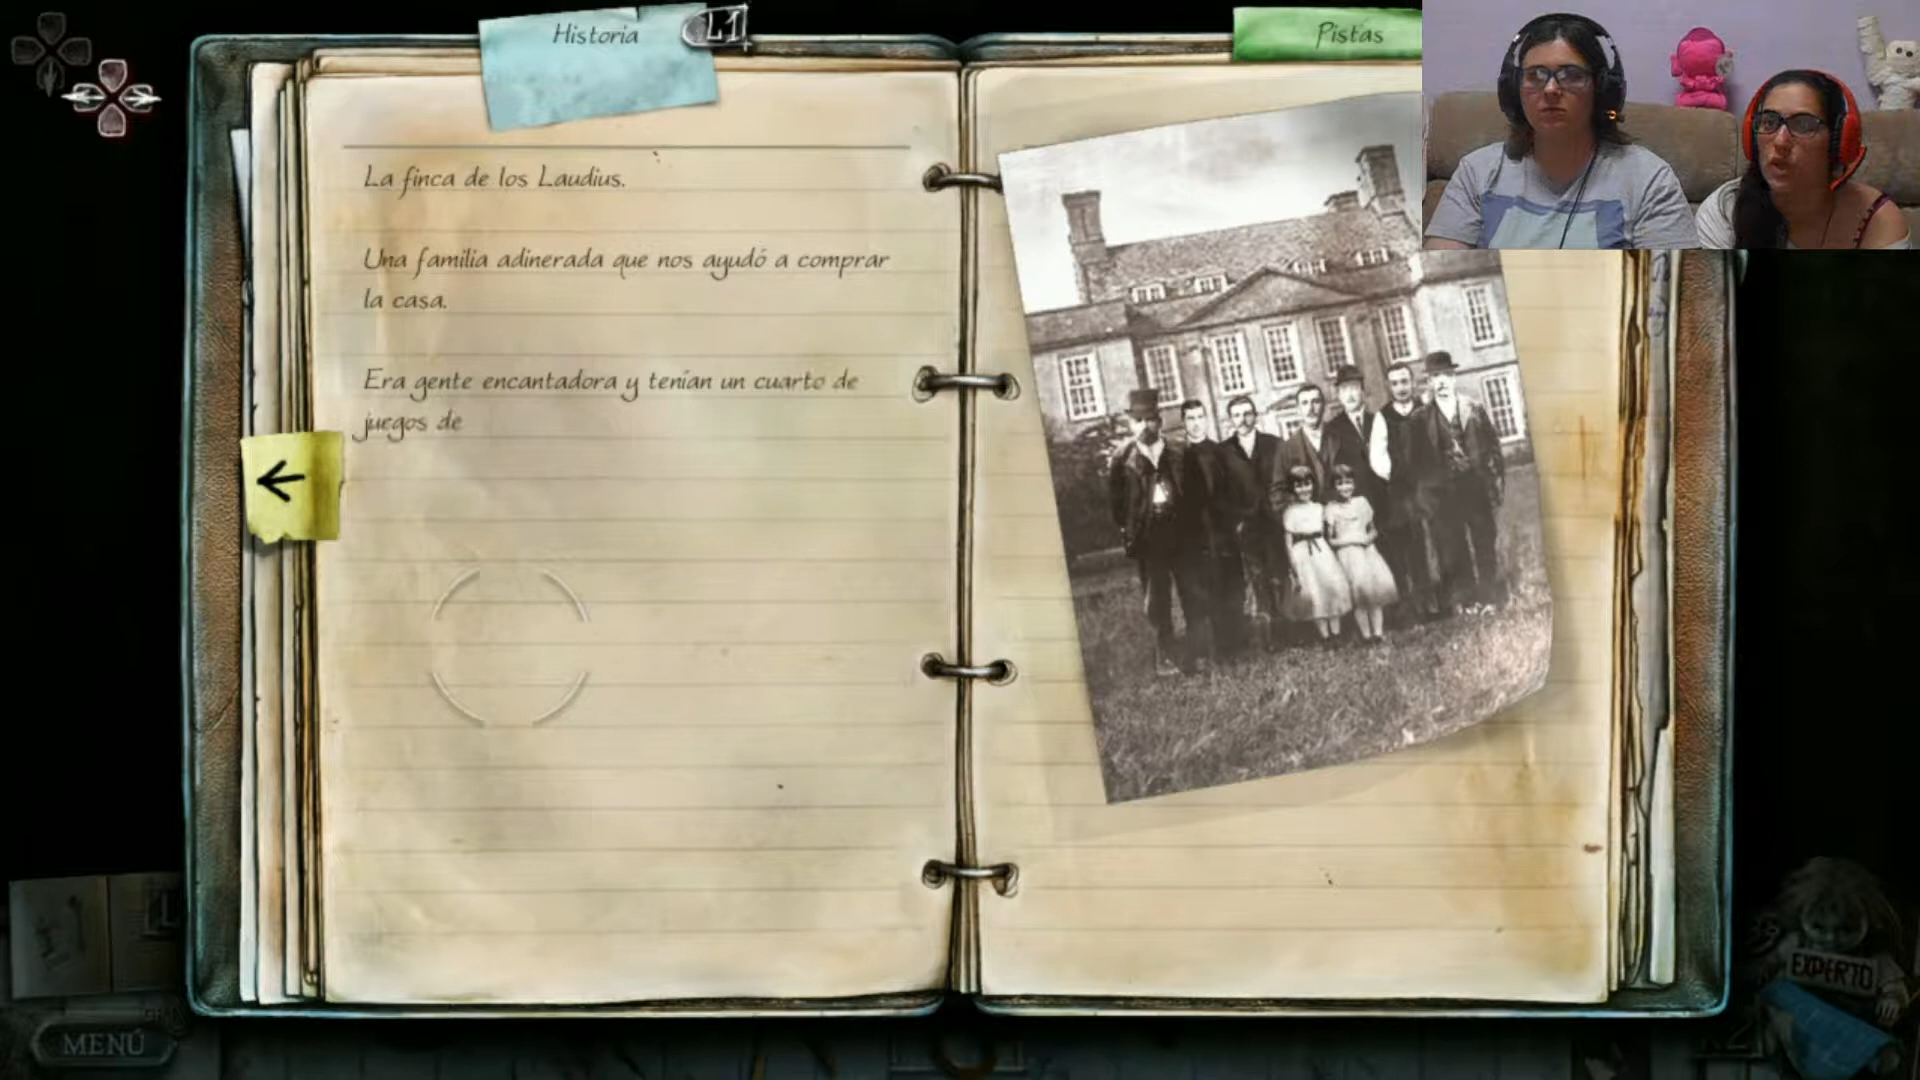 Historia
L1
Pistas
La finca de los Laudius.
Una familia adinerada que nos ayudó a comprar
la casa.
Era gente encantadora y tenían un cuarto de
juegos de
EXPERTO
MENÚ